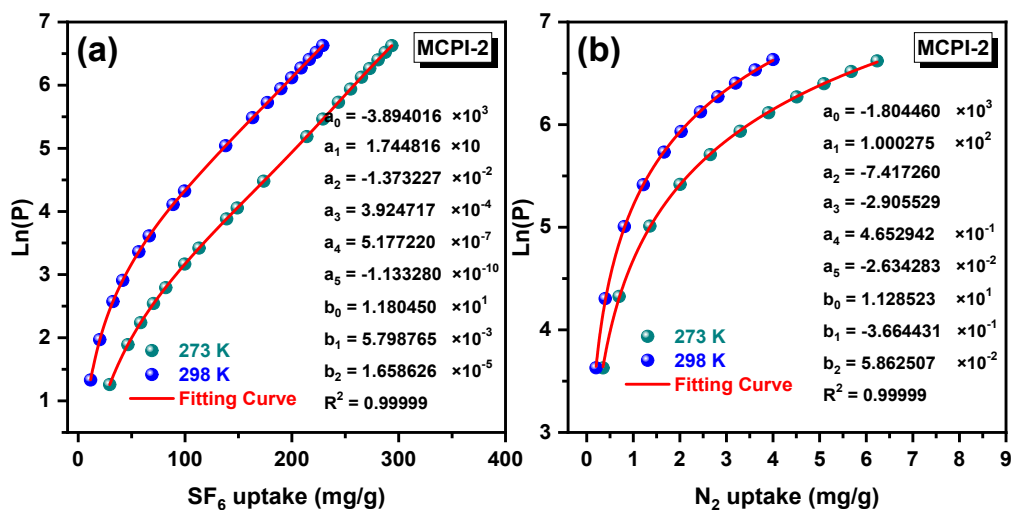 (a)
MCPI-2
a0 = -3.894016 ×10^3
a1 = 1.744816 ×10
a2 = -1.373227 ×10^-2
a3 = 3.924717 ×10^-4
a4 = 5.177220 ×10^-7
a5 = -1.133280 ×10^-10
b0 = 1.180450 ×10^1
b1 = 5.798765 ×10^-3
b2 = 1.658626 ×10^-5
R^2 = 0.99999
273 K
298 K
Fitting Curve
Ln(P)
7
6
5
4
3
2
1
0 100 200 300 400
SF6 uptake (mg/g)
(b)
MCPI-2
a0 = -1.804460 ×10^3
a1 = 1.000275 ×10^2
a2 = -7.417260
a3 = -2.905529
a4 = 4.652942 ×10^-1
a5 = -2.634283 ×10^-2
b0 = 1.128523 ×10^1
b1 = -3.664431 ×10^-1
b2 = 5.862507 ×10^-2
R^2 = 0.99999
273 K
298 K
Fitting Curve
Ln(P)
7
6
5
4
3
0 1 2 3 4 5 6 7 8 9
N2 uptake (mg/g)